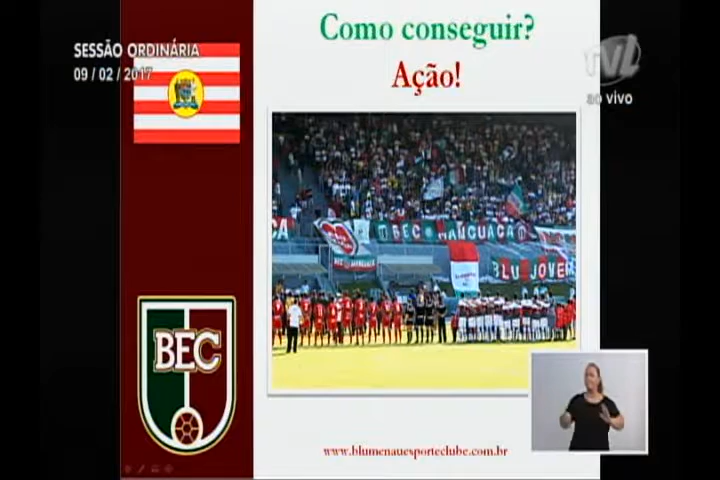 Como conseguir?
Ação!
SESSÃO ORDINÁRIA
09 / 02 / 2017
TVL
ao vivo
BEC MANGUAÇA
BLU JOVEM
BEC
www.blumenauesporteclube.com.br